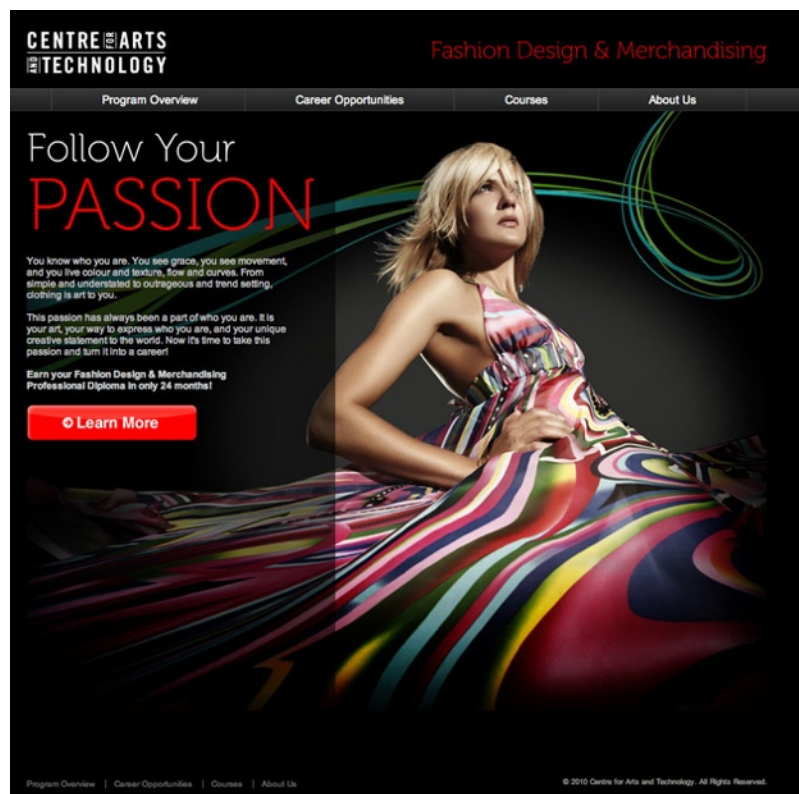 CENTRE FOR ARTS
AND TECHNOLOGY
Fashion Design & Merchandising
Program Overview
Career Opportunities
Courses
About Us
Follow Your
PASSION
You know who you are. You see grace, you see movement,
and you live colour and texture, flow and curves. From
simple and understated to outrageous and trend setting,
clothing is art to you.
This passion has always been a part of who you are. It is
your art, your way to express who you are, and your unique
creative statement to the world. Now it's time to take this
passion and turn it into a career!
Earn your Fashion Design & Merchandising
Professional Diploma in only 24 months!
Learn More
Program Overview | Career Opportunities | Courses | About Us
© 2010 Centre for Arts and Technology. All Rights Reserved.